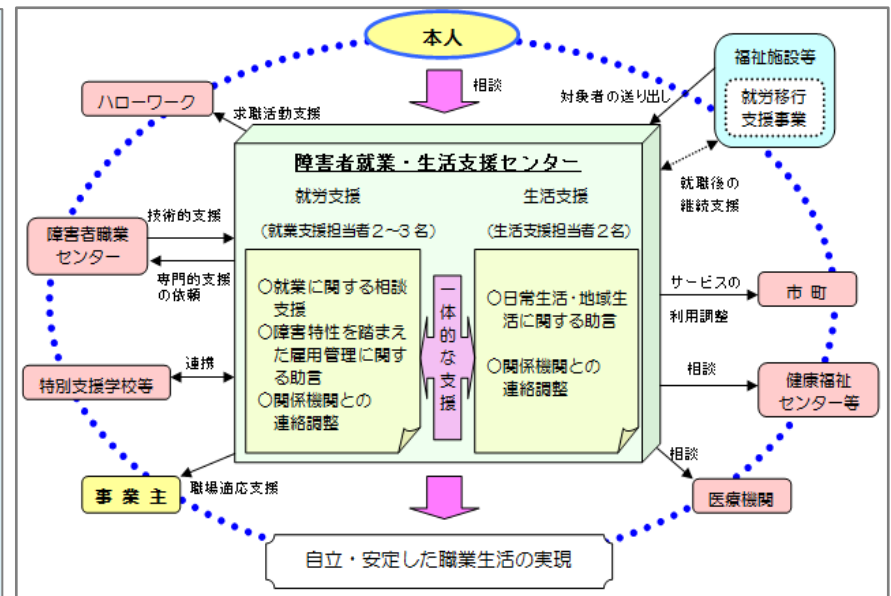 本人
相談
ハローワーク
求職活動支援
対象者の送り出し
福祉施設等
就労移行
支援事業
就職後の
継続支援
障害者就業・生活支援センター
就労支援
(就業支援担当者2~3名)
生活支援
(生活支援担当者2名)
○就業に関する相談
支援
○障害特性を踏まえ
た雇用管理に関す
る助言
○関係機関との
連絡調整
一体的な支援
○日常生活・地域生
活に関する助言
○関係機関との
連絡調整
障害者職業
センター
技術的支援
専門的支援
の依頼
特別支援学校等
連携
事業主
職場適応支援
サービスの
利用調整
市町
相談
健康福祉
センター等
相談
医療機関
自立・安定した職業生活の実現